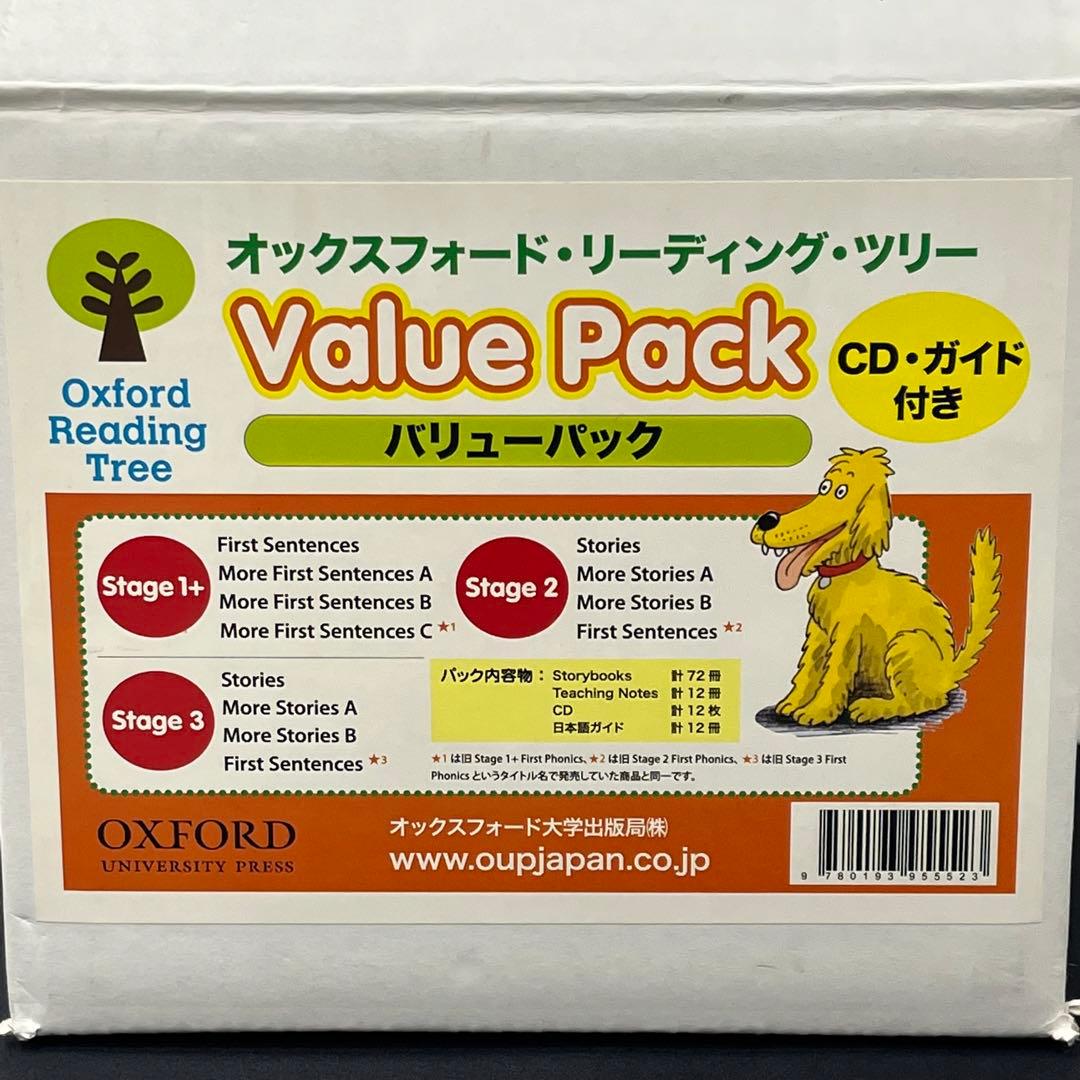 オックスフォード・リーディング・ツリー
Value Pack
CD・ガイド
付き
バリューパック
Oxford
Reading
Tree
Stage 1+
First Sentences
More First Sentences A
More First Sentences B
More First Sentences C ★1
Stage 2
Stories
More Stories A
More Stories B
First Sentences ★2
Stage 3
Stories
More Stories A
More Stories B
First Sentences ★3
パック内容物： Storybooks 計72冊
Teaching Notes 計12冊
CD 計12枚
日本語ガイド 計12冊
★1 は旧 Stage 1+ First Phonics、★2 は旧 Stage 2 First Phonics、★3 は旧 Stage 3 First
Phonics というタイトル名で発売していた商品と同一です。
OXFORD
UNIVERSITY PRESS
オックスフォード大学出版局㈱
www.oupjapan.co.jp
9 780193 955523